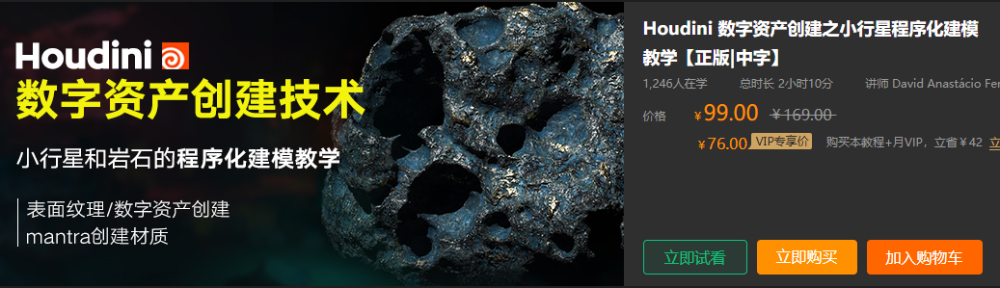 Houdini
数字资产创建技术
小行星和岩石的程序化建模教学
表面纹理/数字资产创建
mantra创建材质
Houdini 数字资产创建之小行星程序化建模
教学【正版|中字】
1,246人在学 总时长 2小时10分 讲师 David Anastácio
价格 ￥99.00 ￥169.00
￥76.00 VIP专享价 购买本教程+月VIP，立省￥42 立
立即试看 立即购买 加入购物车